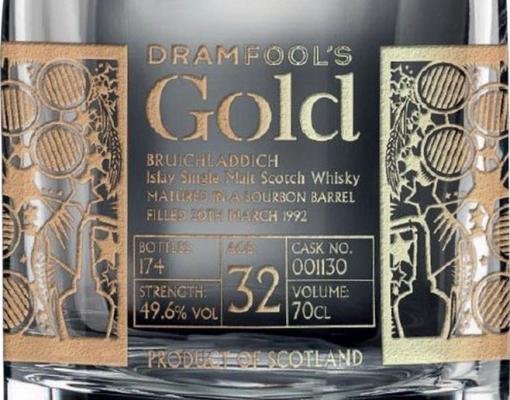 DRAMFOOL'S
Gold
BRUICHLADDICH
Islay Single Malt Scotch Whisky
MATURED IN A BOURBON BARREL
FILLED 20TH MARCH 1992
BOTTLES:
174
AGE:
32
CASK NO.
001130
STRENGTH:
49.6% VOL
VOLUME:
70CL
PRODUCT OF SCOTLAND